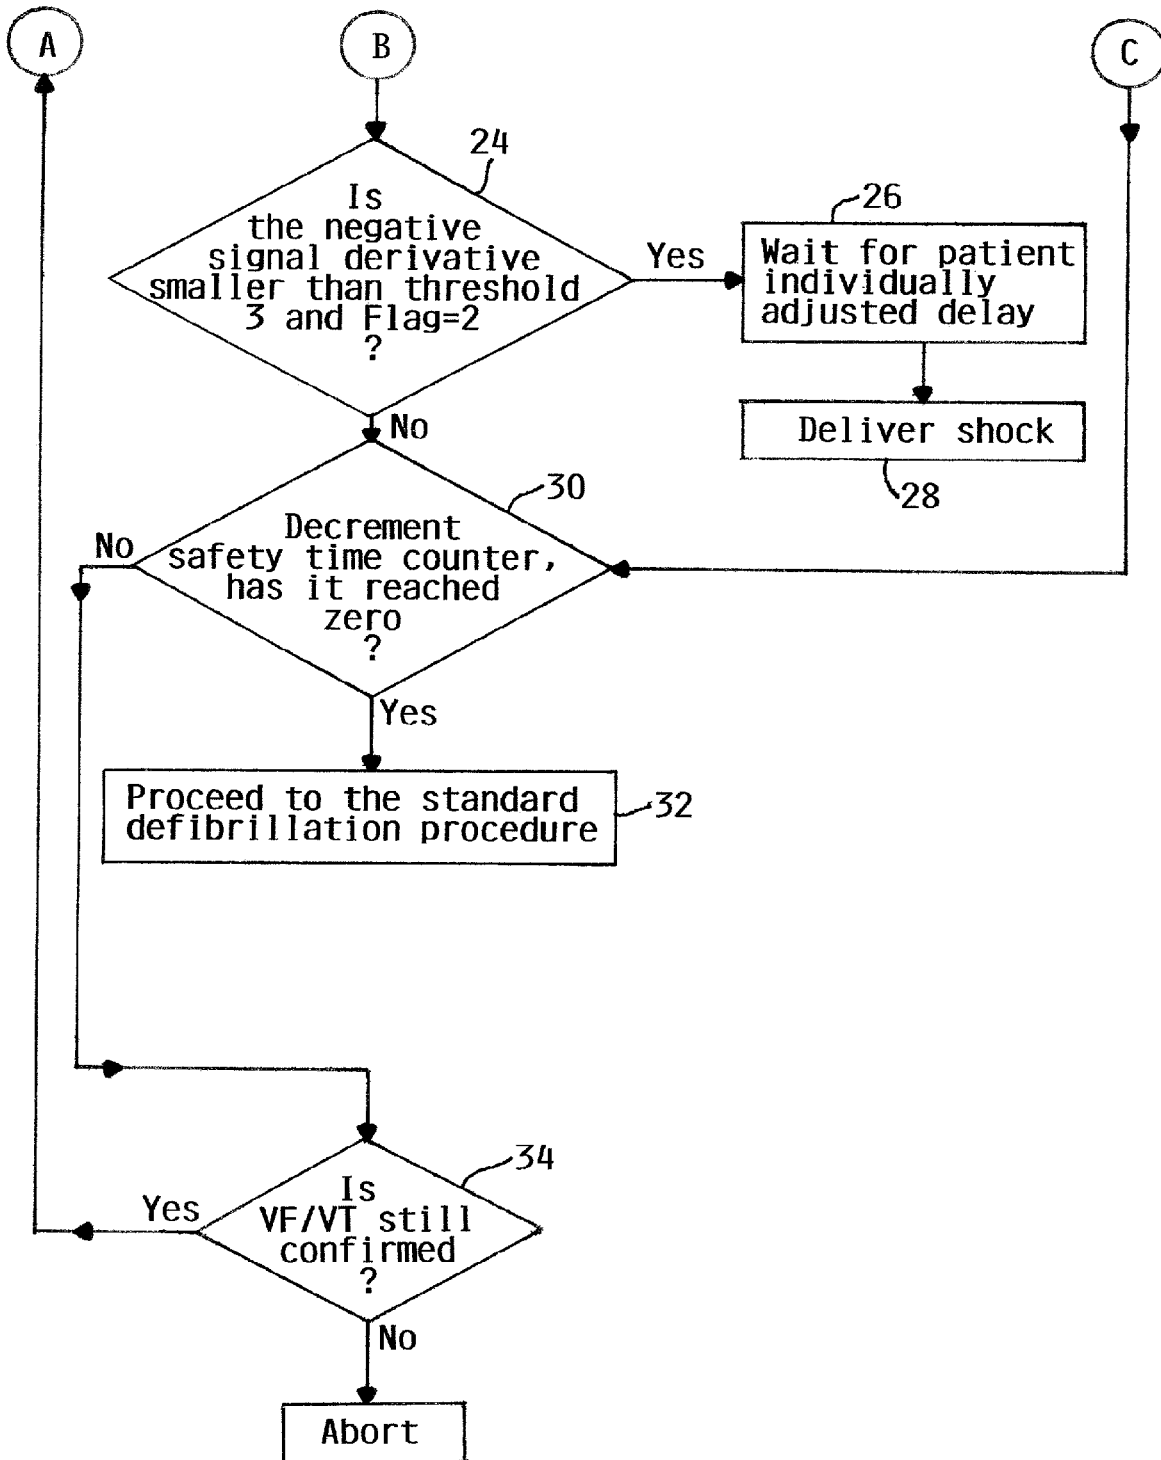 A
B
C
24
Is
the negative
signal derivative
smaller than threshold
3 and Flag=2
?
Yes
26
Wait for patient
individually
adjusted delay
No
Deliver shock
28
30
Decrement
safety time counter,
has it reached
zero
?
No
Yes
Proceed to the standard
defibrillation procedure
32
34
Is
VF/VT still
confirmed
?
Yes
No
Abort